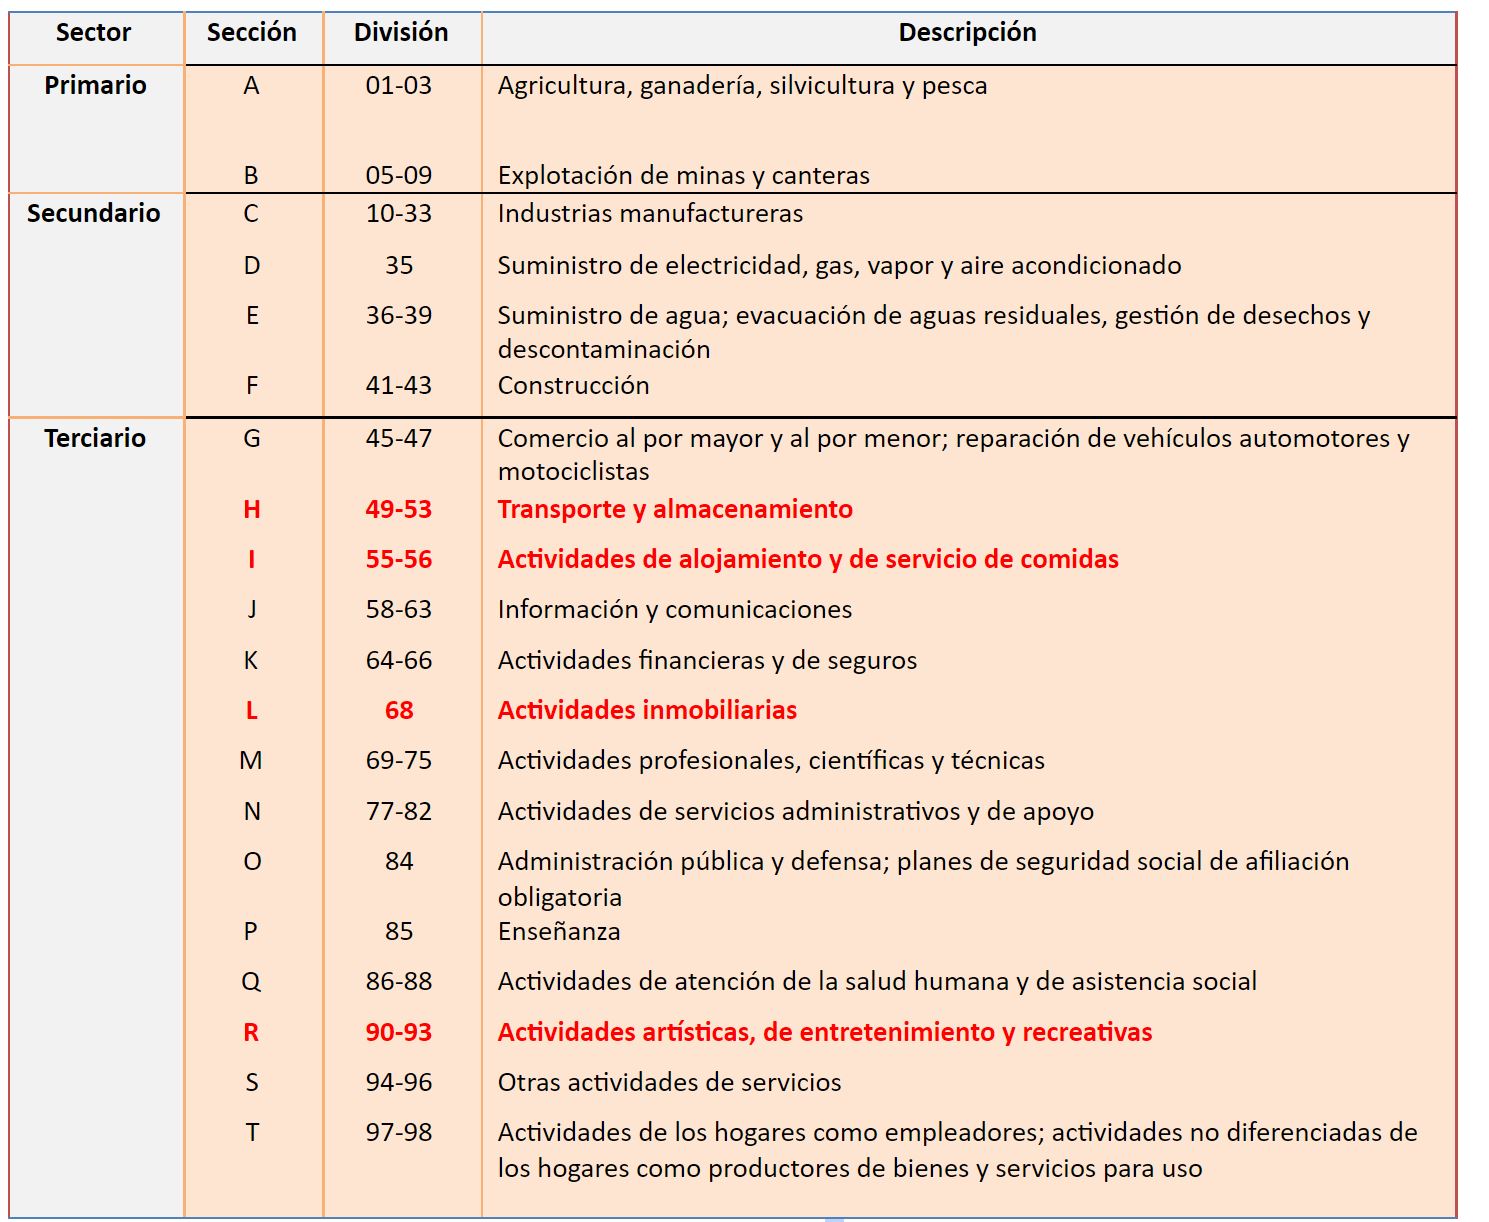 Sector Sección División Descripción
Primario A 01-03 Agricultura, ganadería, silvicultura y pesca
B 05-09 Explotación de minas y canteras
Secundario C 10-33 Industrias manufactureras
D 35 Suministro de electricidad, gas, vapor y aire acondicionado
E 36-39 Suministro de agua; evacuación de aguas residuales, gestión de desechos y
descontaminación
F 41-43 Construcción
Terciario G 45-47 Comercio al por mayor y al por menor; reparación de vehículos automotores y
motociclistas
H 49-53 Transporte y almacenamiento
I 55-56 Actividades de alojamiento y de servicio de comidas
J 58-63 Información y comunicaciones
K 64-66 Actividades financieras y de seguros
L 68 Actividades inmobiliarias
M 69-75 Actividades profesionales, científicas y técnicas
N 77-82 Actividades de servicios administrativos y de apoyo
O 84 Administración pública y defensa; planes de seguridad social de afiliación
obligatoria
P 85 Enseñanza
Q 86-88 Actividades de atención de la salud humana y de asistencia social
R 90-93 Actividades artísticas, de entretenimiento y recreativas
S 94-96 Otras actividades de servicios
T 97-98 Actividades de los hogares como empleadores; actividades no diferenciadas de
los hogares como productores de bienes y servicios para uso